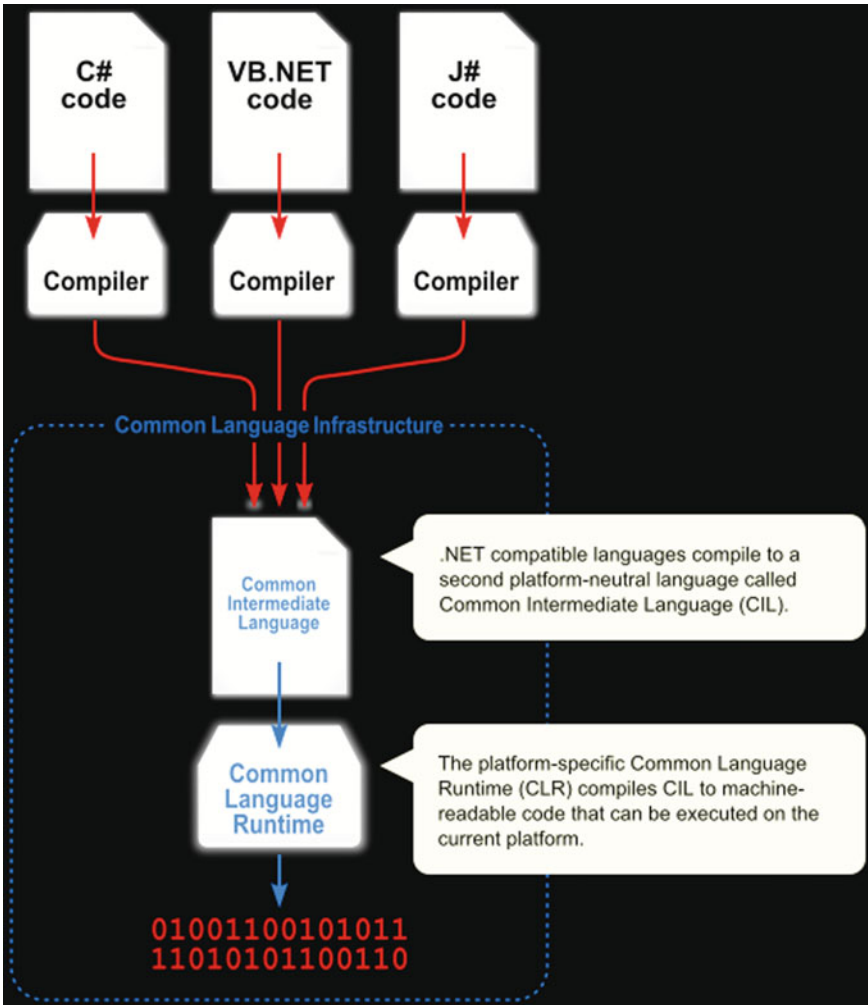 C#
code
VB.NET
code
J#
code
Compiler
Compiler
Compiler
Common Language Infrastructure
Common
Intermediate
Language
.NET compatible languages compile to a
second platform-neutral language called
Common Intermediate Language (CIL).
Common
Language
Runtime
The platform-specific Common Language
Runtime (CLR) compiles CIL to machine-
readable code that can be executed on the
current platform.
01001100101011
11010101100110